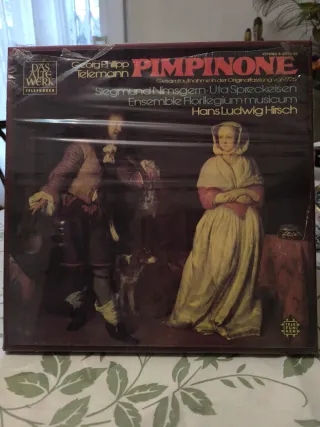 DAS
ALTE
WERK
TELEFUNKEN
Georg Philipp
Telemann
PIMPINONE
Gesamtaufnahme in der Originalfassung von 1725
Siegmund Nimsgern · Uta Spreckelsen
Ensemble Florilegium musicum
Hans Ludwig Hirsch